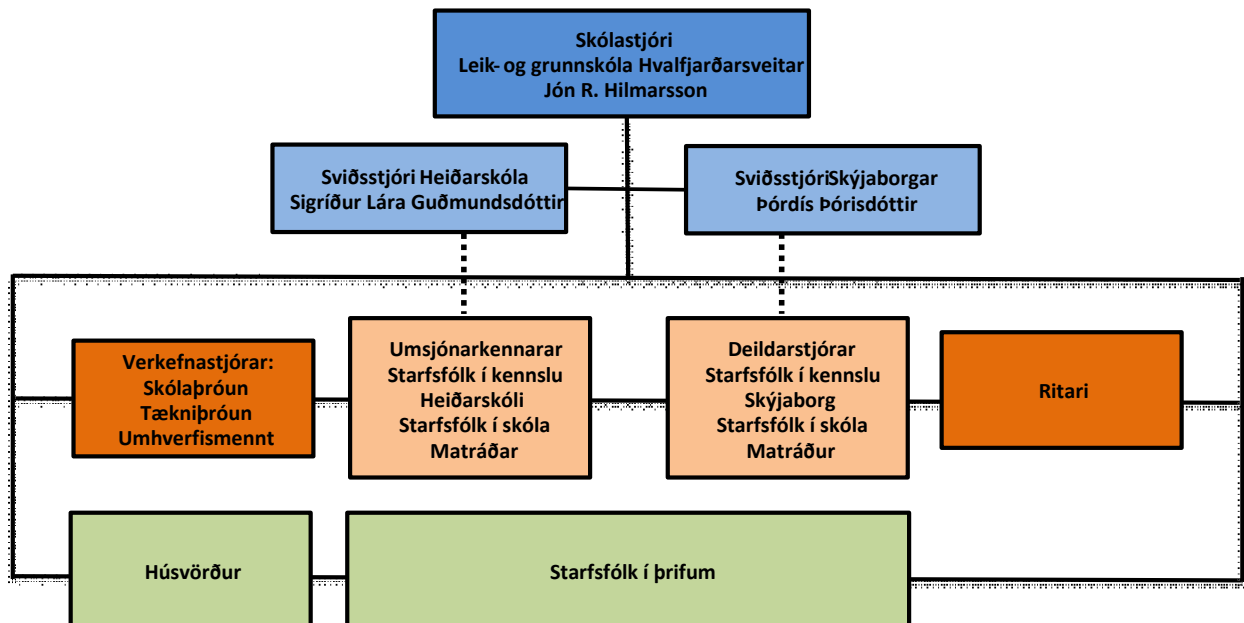 Skólastjóri
Leik- og grunnskóla Hvalfjarðarsveitar
Jón R. Hilmarsson
Sviðsstjóri Heiðarskóla
Sigríður Lára Guðmundsdóttir
SviðsstjóriSkýjaborgar
Þórdís Þórisdóttir
Verkefnastjórar:
Skólaþróun
Tækniþróun
Umhverfismennt
Umsjónarkennarar
Starfsfólk í kennslu
Heiðarskóli
Starfsfólk í skóla
Matráðar
Deildarstjórar
Starfsfólk í kennslu
Skýjaborg
Starfsfólk í skóla
Matráður
Ritari
Húsvörður
Starfsfólk í þrifum